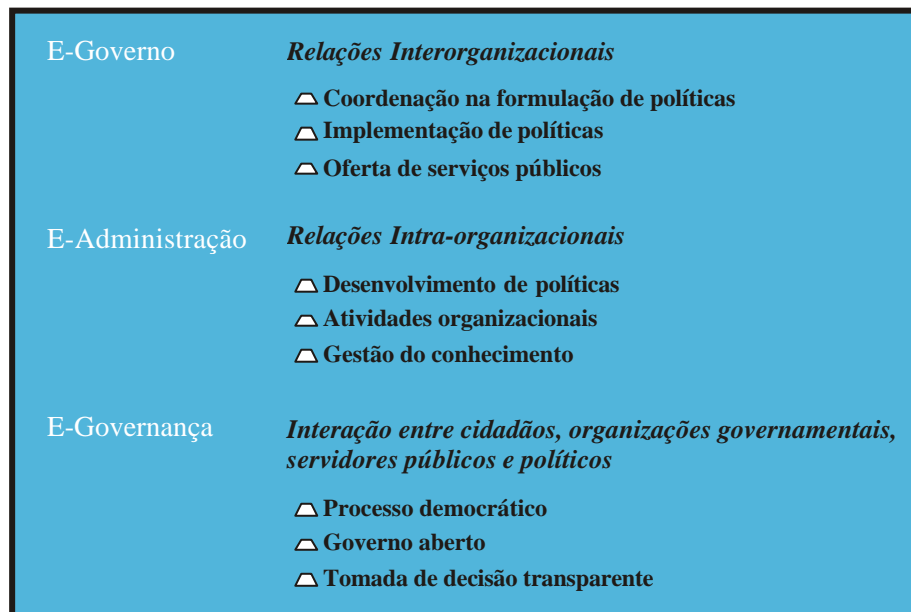 E-Governo
Relações Interorganizacionais
Coordenação na formulação de políticas
Implementação de políticas
Oferta de serviços públicos
E-Administração
Relações Intra-organizacionais
Desenvolvimento de políticas
Atividades organizacionais
Gestão do conhecimento
E-Governança
Interação entre cidadãos, organizações governamentais,
servidores públicos e políticos
Processo democrático
Governo aberto
Tomada de decisão transparente